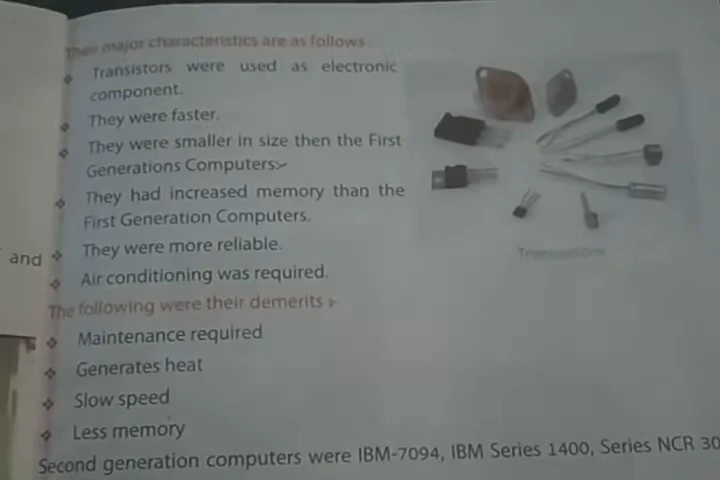 Their major characteristics are as follows
❖ Transistors were used as electronic
component.
❖ They were faster.
❖ They were smaller in size then the First
Generations Computers:-
❖ They had increased memory than the
First Generation Computers.
❖ They were more reliable.
and
❖ Air conditioning was required.
Transistors
The following were their demerits :-
❖ Maintenance required
❖ Generates heat
❖ Slow speed
❖ Less memory
Second generation computers were IBM-7094, IBM Series 1400, Series NCR 30